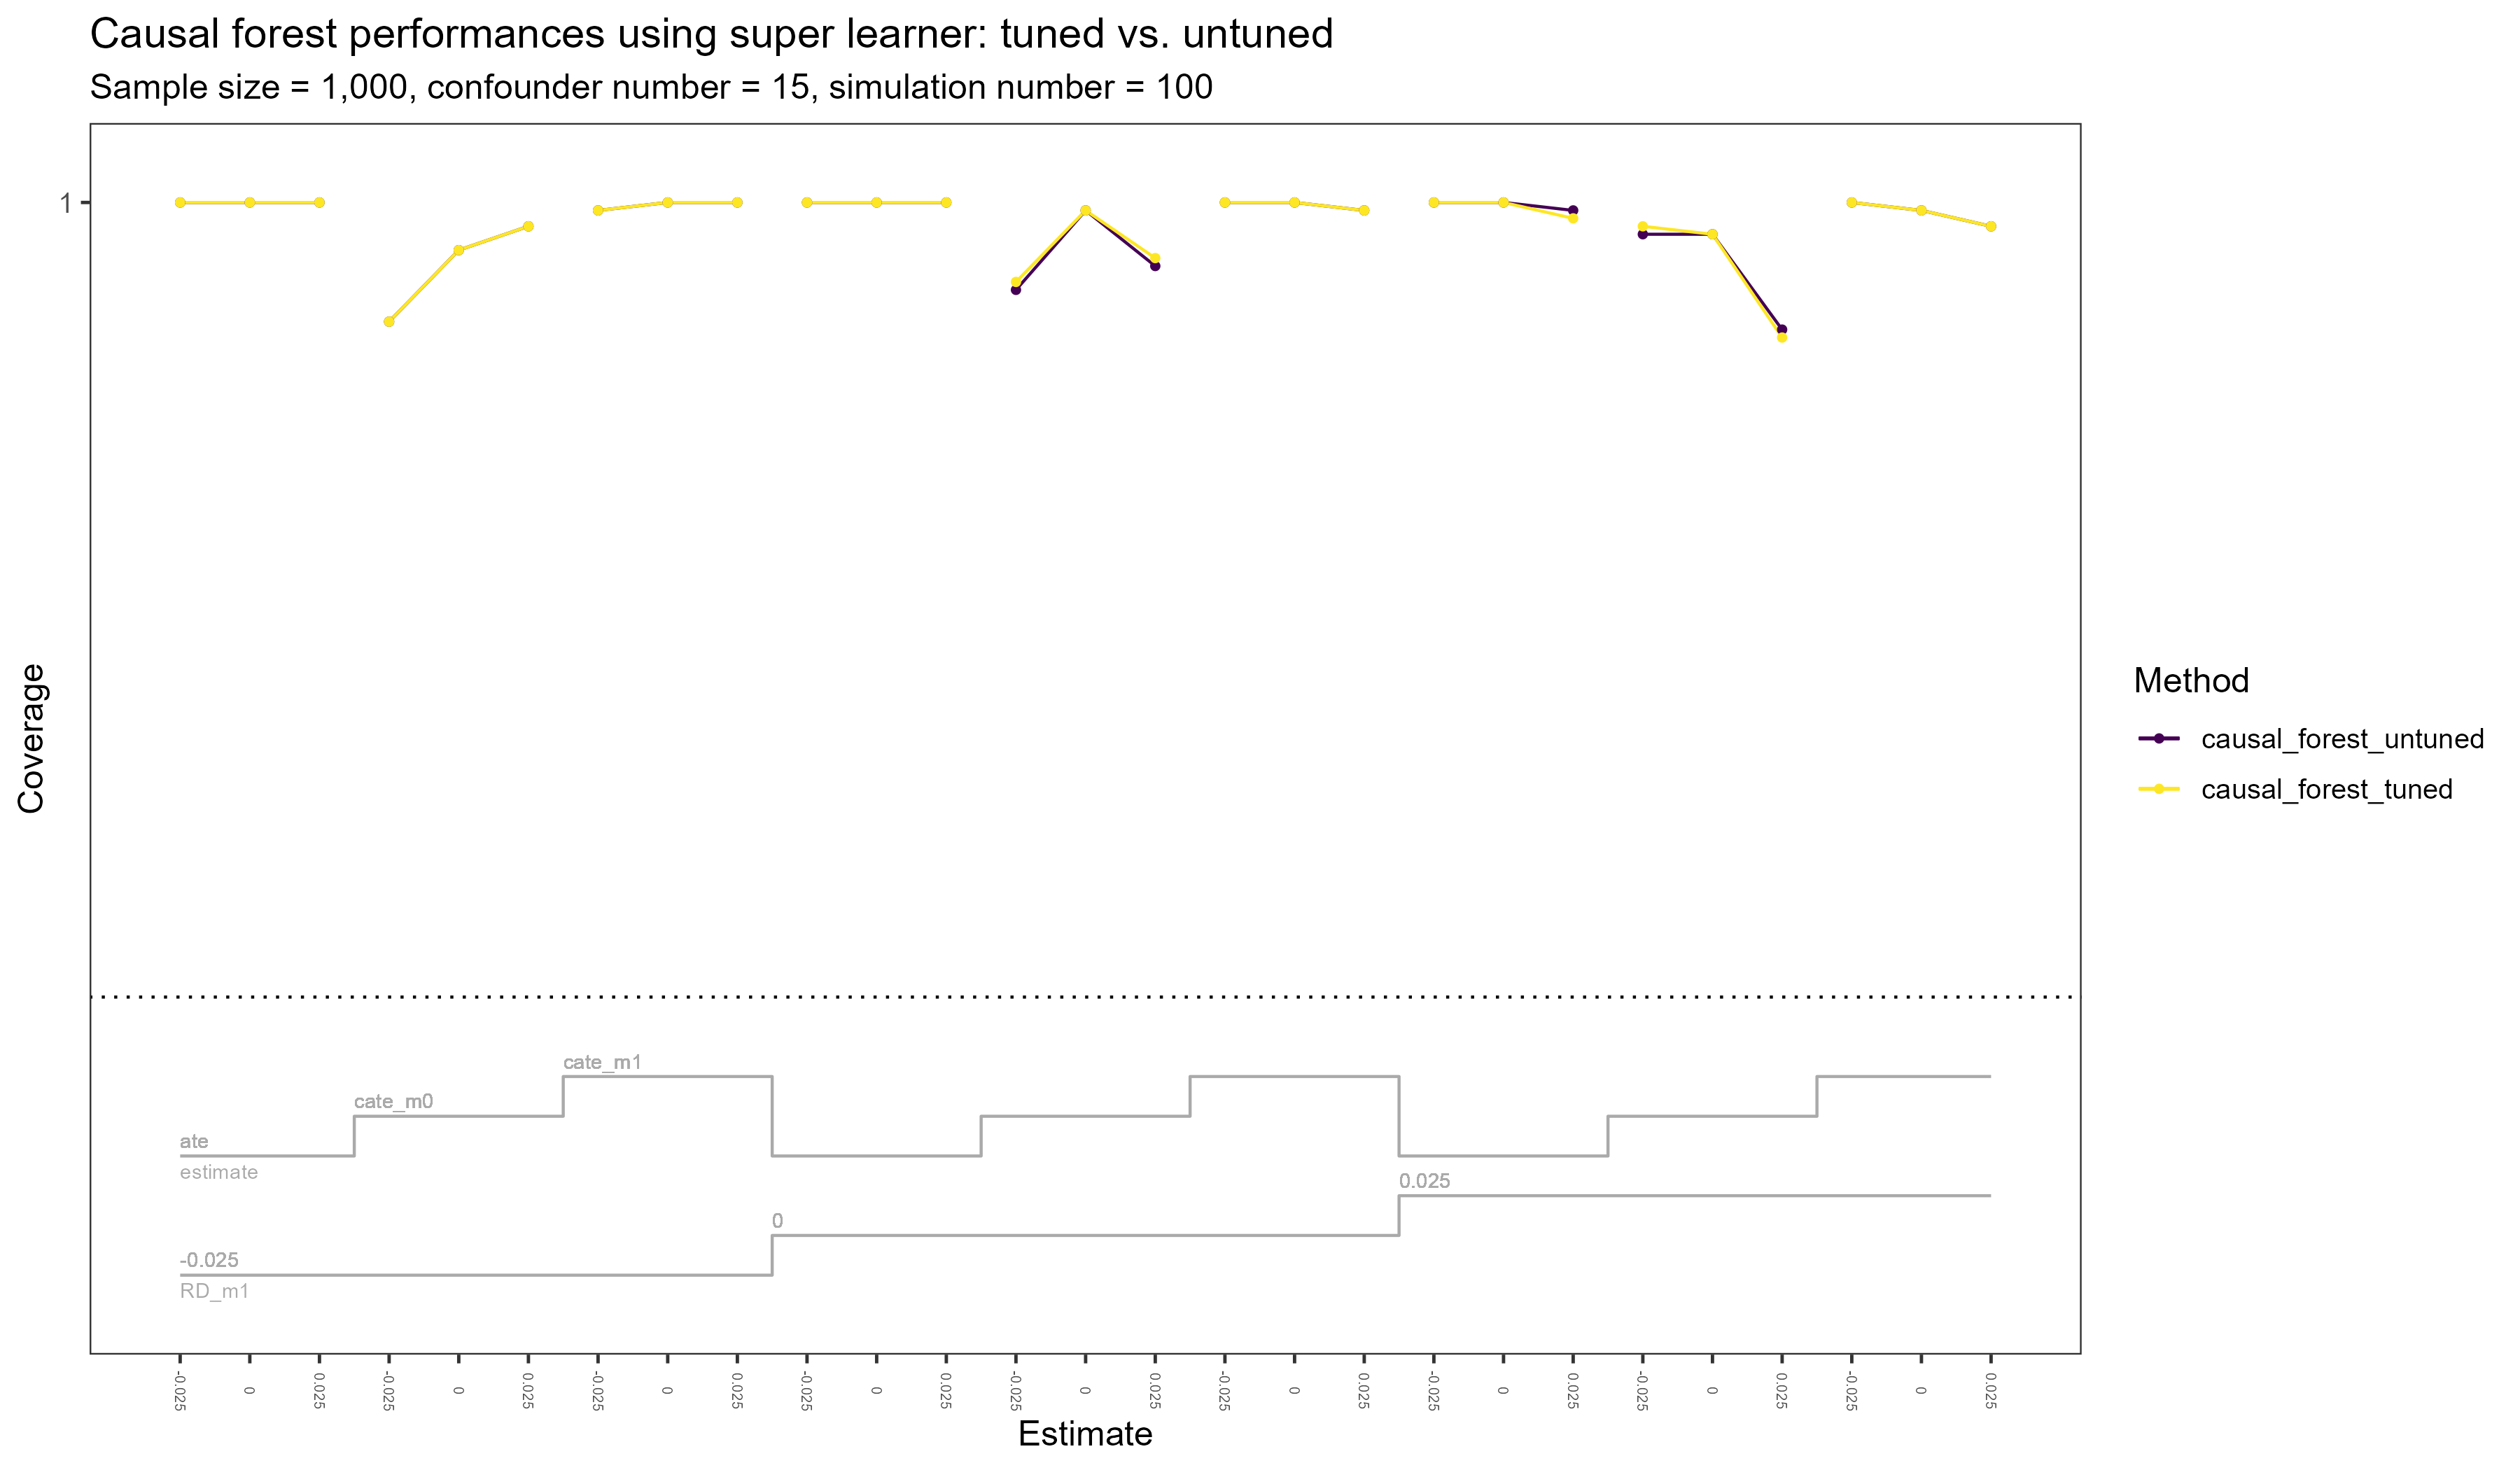 Causal forest performances using super learner: tuned vs. untuned
Sample size = 1,000, confounder number = 15, simulation number = 100
1
Coverage
cate_m1
cate_m0
ate
estimate
0.025
0
-0.025
RD_m1
-0.025 0 0.025 -0.025 0 0.025 -0.025 0 0.025 -0.025 0 0.025 -0.025 0 0.025 -0.025 0 0.025 -0.025 0 0.025 -0.025 0 0.025 -0.025 0 0.025
Estimate
Method
causal_forest_untuned
causal_forest_tuned